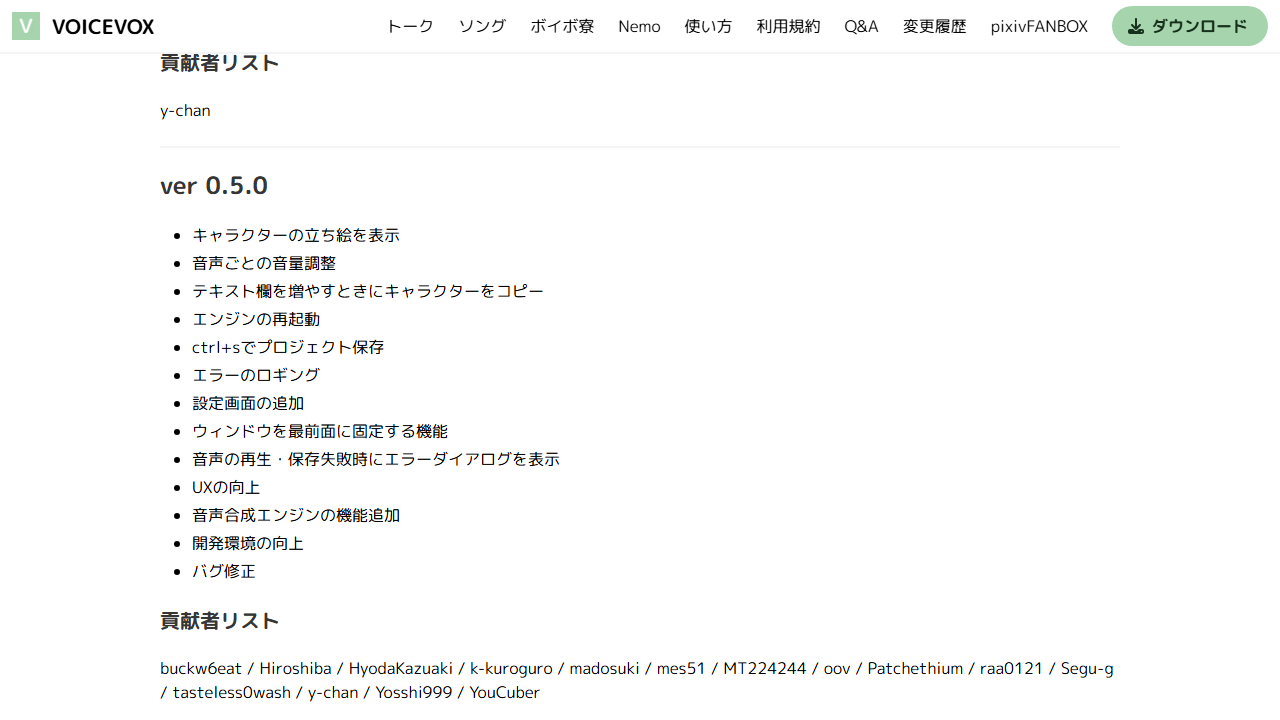 V VOICEVOX トーク ソング ボイボ寮 Nemo 使い方 利用規約 Q&A 変更履歴 pixivFANBOX ダウンロード
貢献者リスト
y-chan
ver 0.5.0
キャラクターの立ち絵を表示
音声ごとの音量調整
テキスト欄を増やすときにキャラクターをコピー
エンジンの再起動
ctrl+sでプロジェクト保存
エラーのロギング
設定画面の追加
ウィンドウを最前面に固定する機能
音声の再生・保存失敗時にエラーダイアログを表示
UXの向上
音声合成エンジンの機能追加
開発環境の向上
バグ修正
貢献者リスト
buckw6eat / Hiroshiba / HyodaKazuaki / k-kuroguro / madosuki / mes51 / MT224244 / oov / Patchethium / raa0121 / Segu-g
/ tasteless0wash / y-chan / Yosshi999 / YouCuber